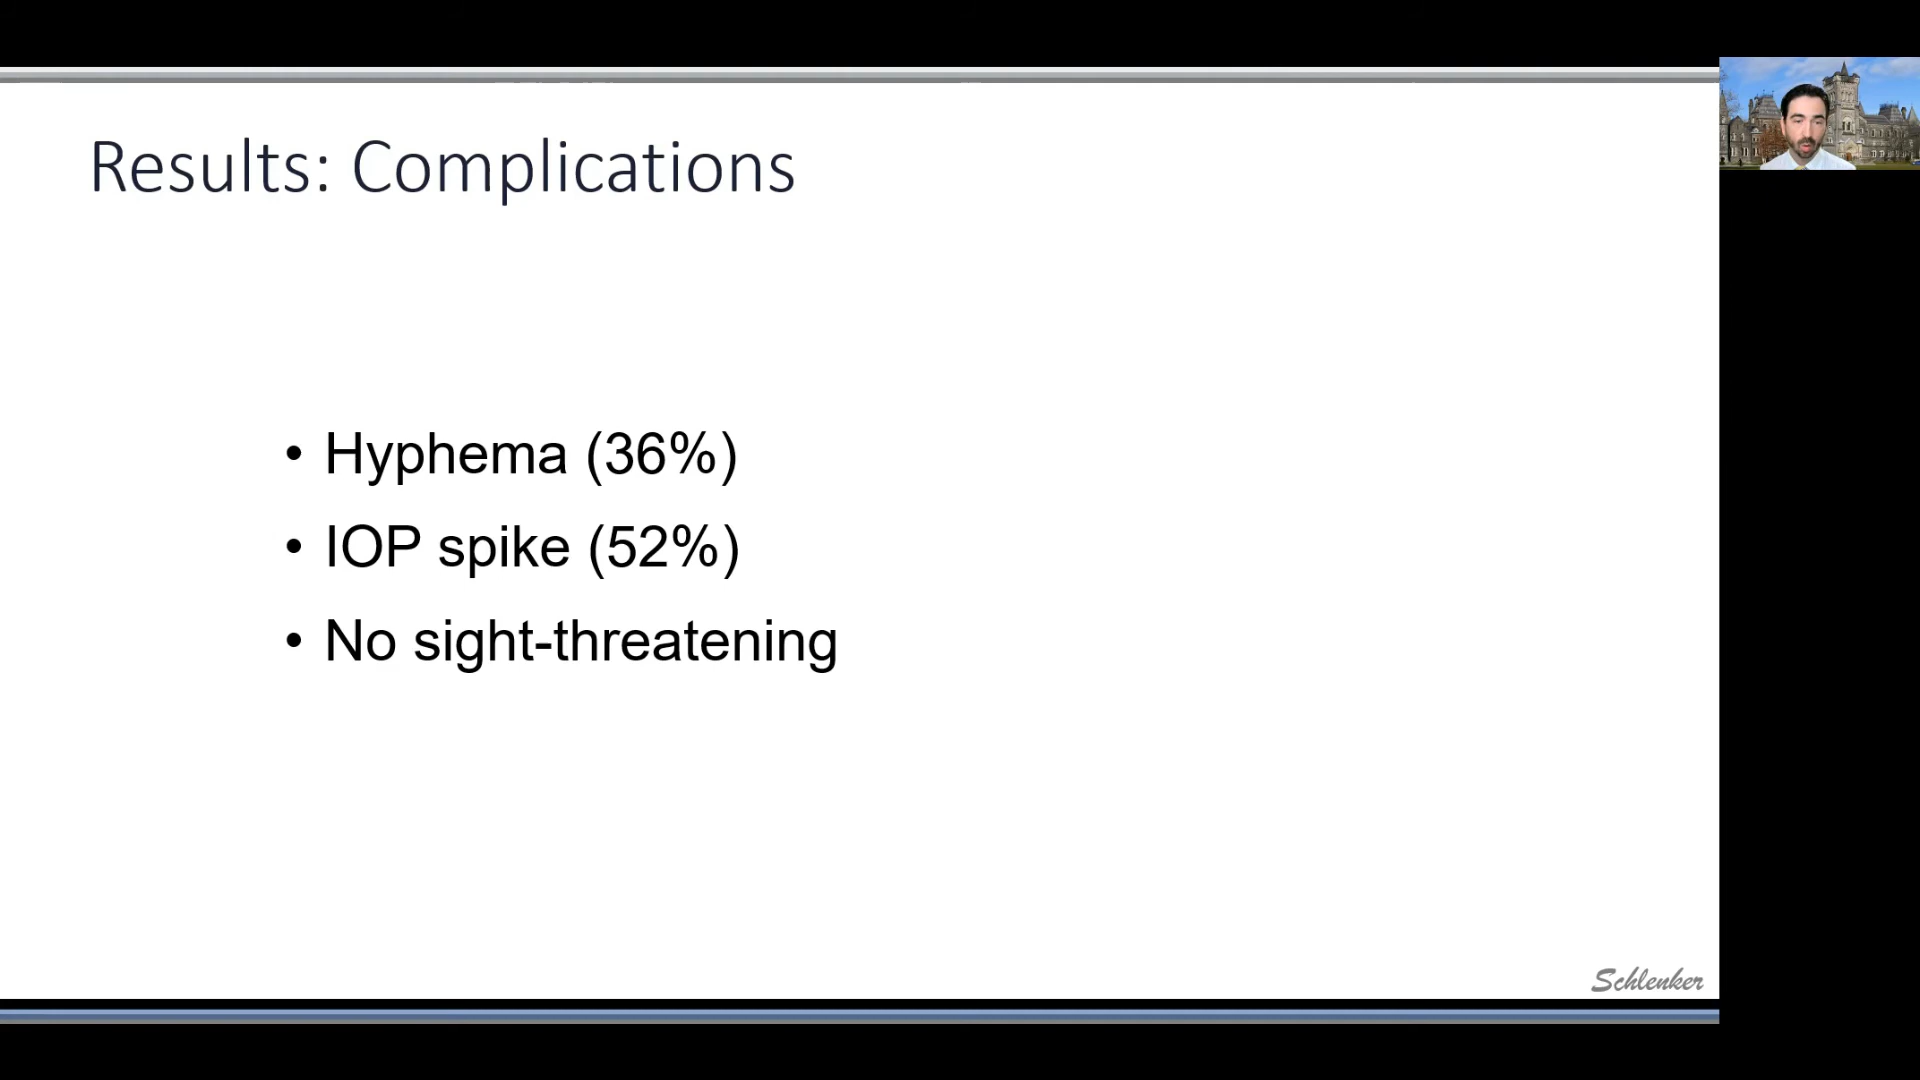 Results: Complications
• Hyphema (36%)
• IOP spike (52%)
• No sight-threatening
Schlenker